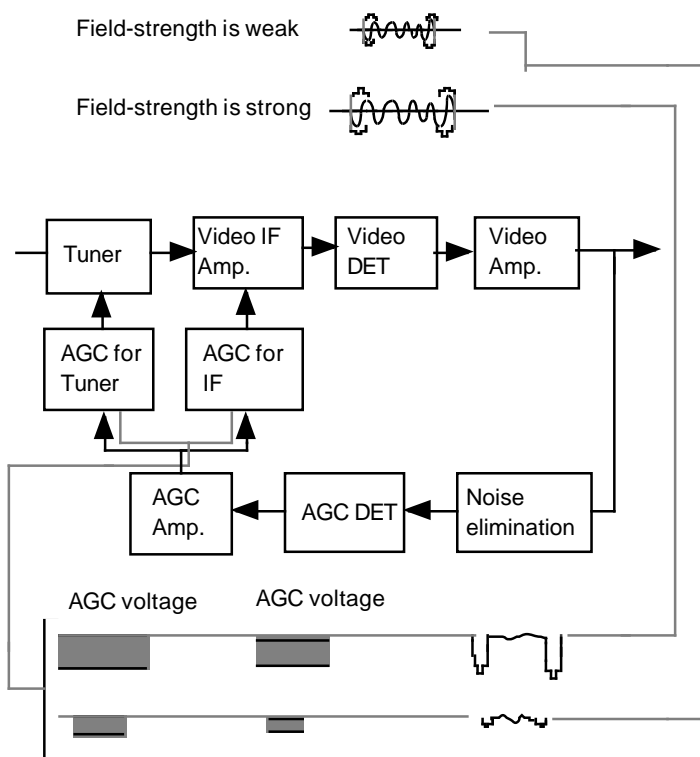 Field-strength is weak
Field-strength is strong
Tuner
Video IF
Amp.
Video
DET
Video
Amp.
AGC for
Tuner
AGC for
IF
AGC
Amp.
AGC DET
Noise
elimination
AGC voltage
AGC voltage